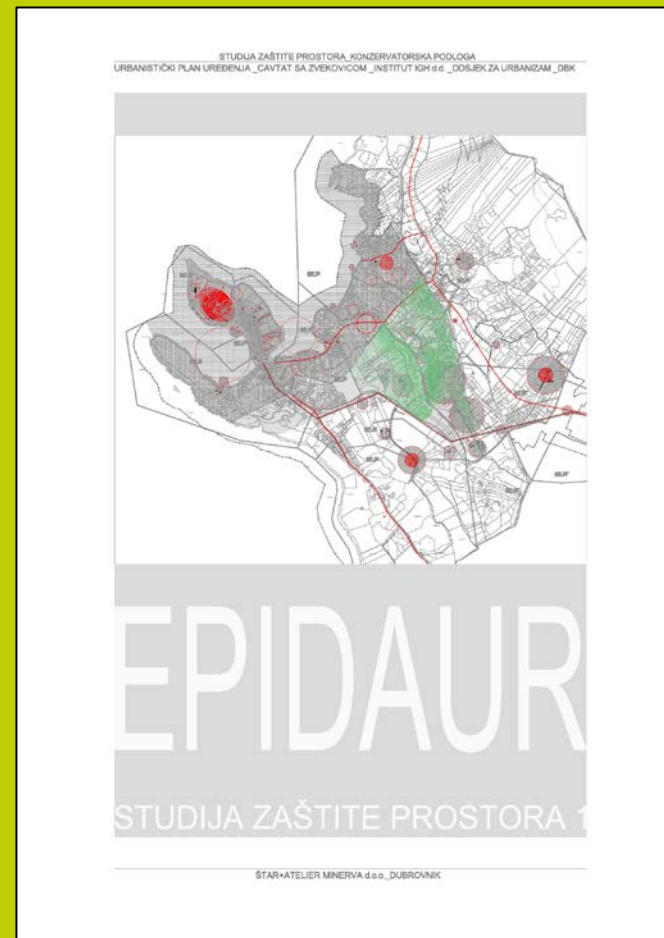 STUDIJA ZAŠTITE PROSTORA_KONZERVATORSKA PODLOGA
URBANISTIČKI PLAN UREĐENJA _CAVTAT SA ZVEKOVICOM _INSTITUT IGH d.d. _ODSJEK ZA URBANIZAM _DBK
EPIDAUR
STUDIJA ZAŠTITE PROSTORA 1
ŠTAR+ATELIER MINERVA d.o.o._DUBROVNIK